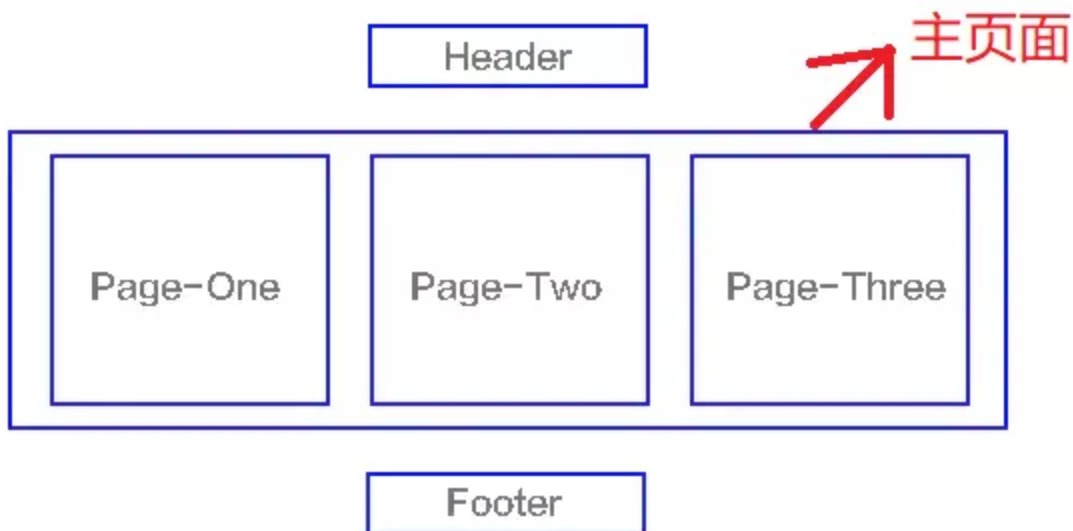 Header
主页面
Page-One
Page-Two
Page-Three
Footer